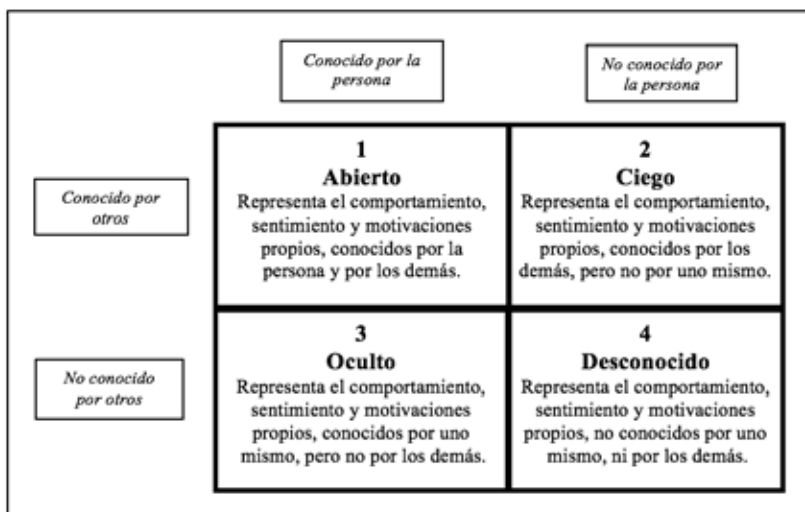 Conocido por la
persona
No conocido por
la persona
Conocido por
otros
1
Abierto
Representa el comportamiento,
sentimiento y motivaciones
propios, conocidos por la
persona y por los demás.
2
Ciego
Representa el comportamiento,
sentimiento y motivaciones
propios, conocidos por los
demás, pero no por uno mismo.
No conocido
por otros
3
Oculto
Representa el comportamiento,
sentimiento y motivaciones
propios, conocidos por uno
mismo, pero no por los demás.
4
Desconocido
Representa el comportamiento,
sentimiento y motivaciones
propios, no conocidos por uno
mismo, ni por los demás.